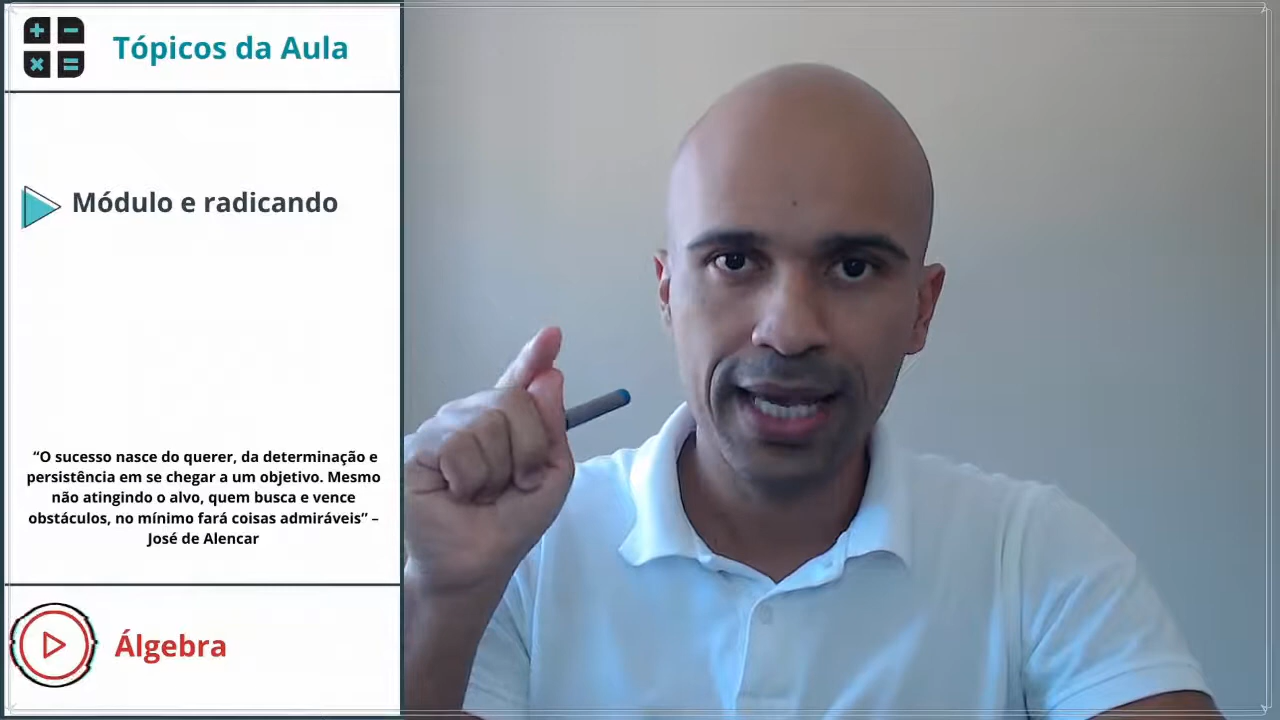 Tópicos da Aula
Módulo e radicando
“O sucesso nasce do querer, da determinação e
persistência em se chegar a um objetivo. Mesmo
não atingindo o alvo, quem busca e vence
obstáculos, no mínimo fará coisas admiráveis” –
José de Alencar
Álgebra